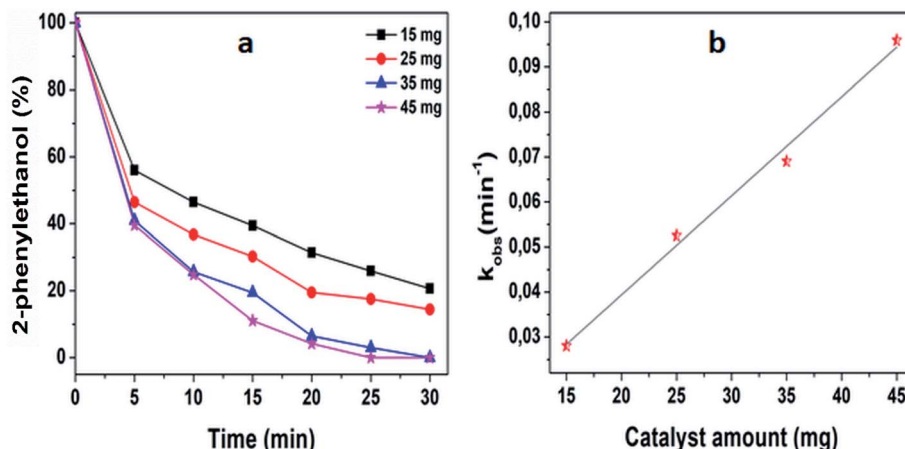 a
15 mg
25 mg
35 mg
45 mg
2-phenylethanol (%)
100
80
60
40
20
0
0 5 10 15 20 25 30
Time (min)
b
k_obs(min⁻¹)
0,10
0,09
0,08
0,07
0,06
0,05
0,04
0,03
15 20 25 30 35 40 45
Catalyst amount (mg)